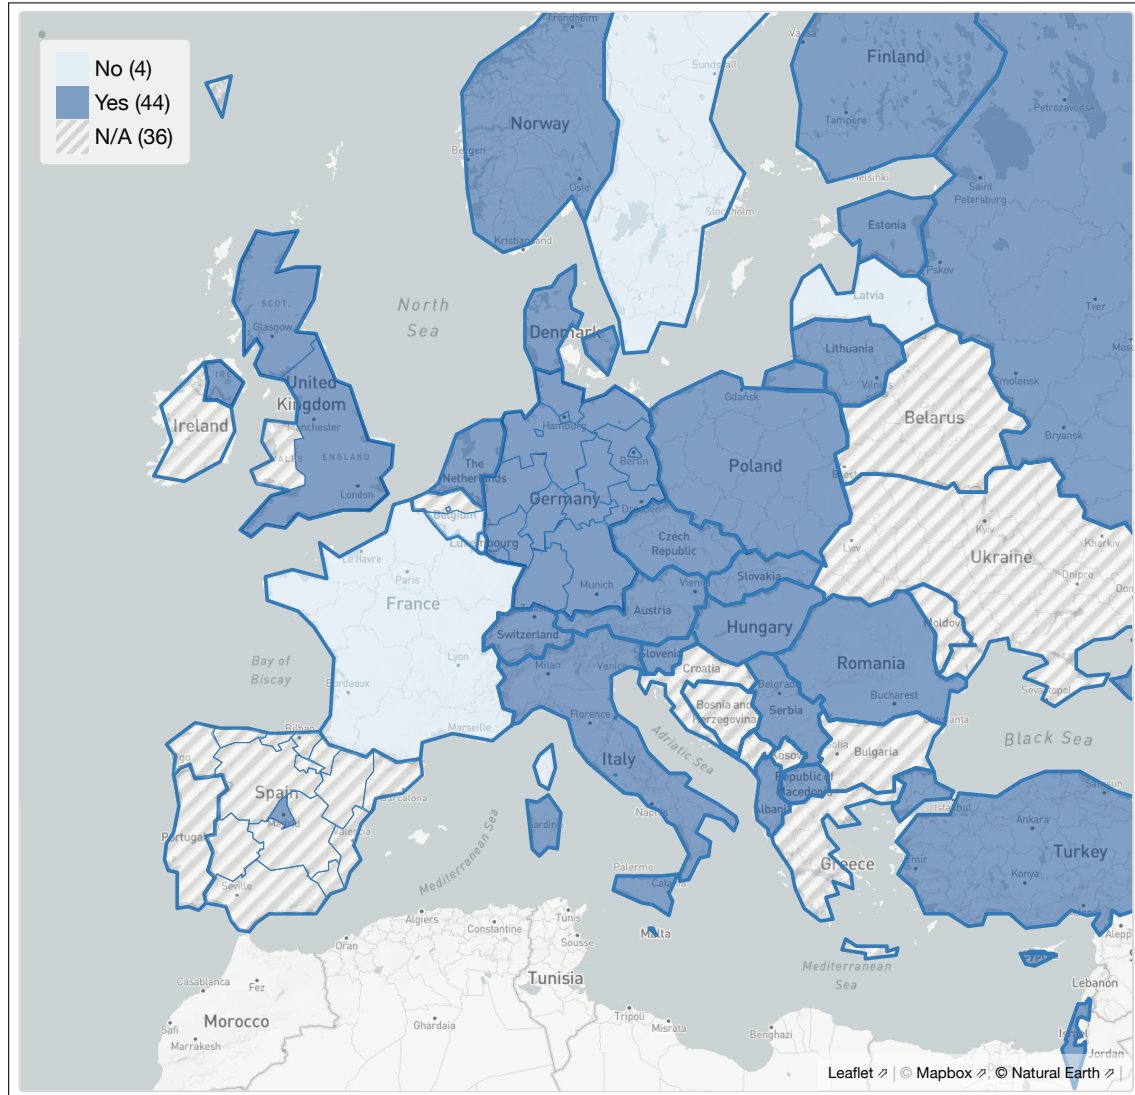 No (4)
Yes (44)
N/A (36)
Trondheim
Sundsvall
Vaasa
Finland
Petrozavodsk
Tampere
Norway
Bergen
Oslo
Helsinki
Saint
Petersburg
Stockholm
Kristiansand
Estonia
Pskov
North
Sea
SCOT.
Glasgow
Latvia
Tver
Denmark
Lithuania
Vilnius
Smolensk
United
Kingdom
Ireland
Manchester
Hamburg
Gdańsk
Belarus
Bryansk
WALES
ENGLAND
London
The
Netherlands
Berlin
Poland
Germany
Dresden
Brest
Belgium
Luxembourg
Kyiv
Kharkiv
Lviv
Ukraine
Czech
Republic
Le Havre
Paris
France
Munich
Vienna
Slovakia
Dnipro
Austria
Switzerland
Hungary
Moldova
Lyon
Milan
Venice
Slovenia
Croatia
Romania
Bay of
Biscay
Bordeaux
Belgrade
Bucharest
Sevastopol
Bosnia and
Herzegovina
Serbia
Constanța
Florence
Marseille
Bilbao
Adriatic Sea
Sofia
Bulgaria
Black Sea
Italy
Kosovo
Republic of
Macedonia
Samsun
Spain
Barcelona
Madrid
Albania
Istanbul
Ankara
Naples
Sardinia
Portugal
Valencia
Mediterranean Sea
Greece
Izmir
Turkey
Konya
Palermo
Catania
Seville
Algiers
Constantine
Tunis
Sousse
Malta
Oran
Cyprus
Aleppo
Mediterranean
Sea
Lebanon
Casablanca
Fez
Tunisia
Tripoli
Misrata
Benghazi
Safi
Morocco
Marrakesh
Ghardaia
Israel
Jordan
Leaflet ⇗ | © Mapbox ⇗, © Natural Earth ⇗ |